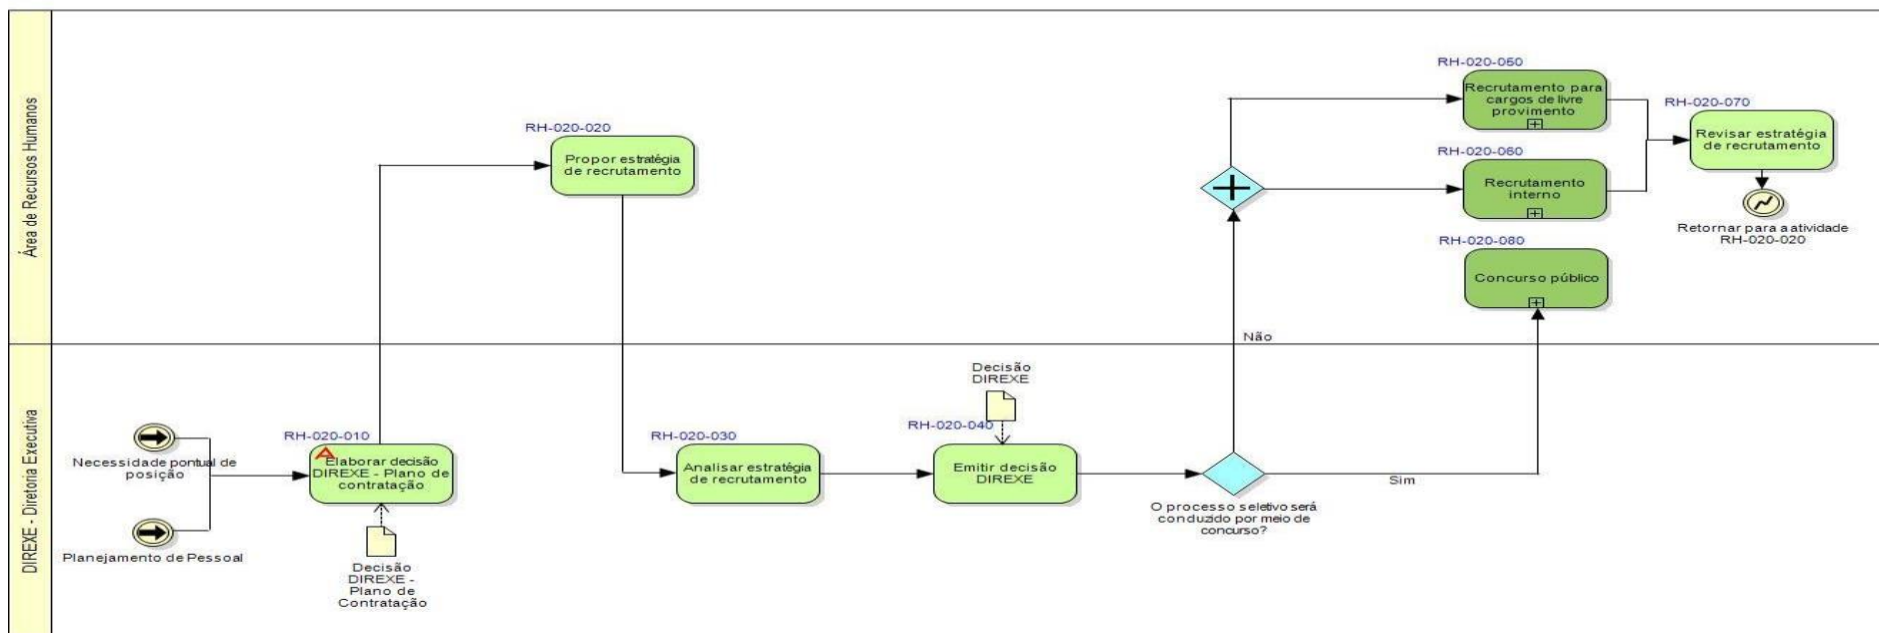 Área de Recursos Humanos
RH-020-020
Propor estratégia
de recrutamento
RH-020-050
Recrutamento para
cargos de livre
provimento
RH-020-060
Recrutamento
interno
RH-020-070
Revisar estratégia
de recrutamento
Retornar para a atividade
RH-020-020
RH-020-080
Concurso público
Não
DIREXE - Diretoria Executiva
Necessidade pontual de
posição
Planejamento de Pessoal
RH-020-010
Elaborar decisão
DIREXE - Plano de
contratação
Decisão
DIREXE -
Plano de
Contratação
RH-020-030
Analisar estratégia
de recrutamento
Decisão
DIREXE
RH-020-040
Emitir decisão
DIREXE
O processo seletivo será
conduzido por meio de
concurso?
Sim